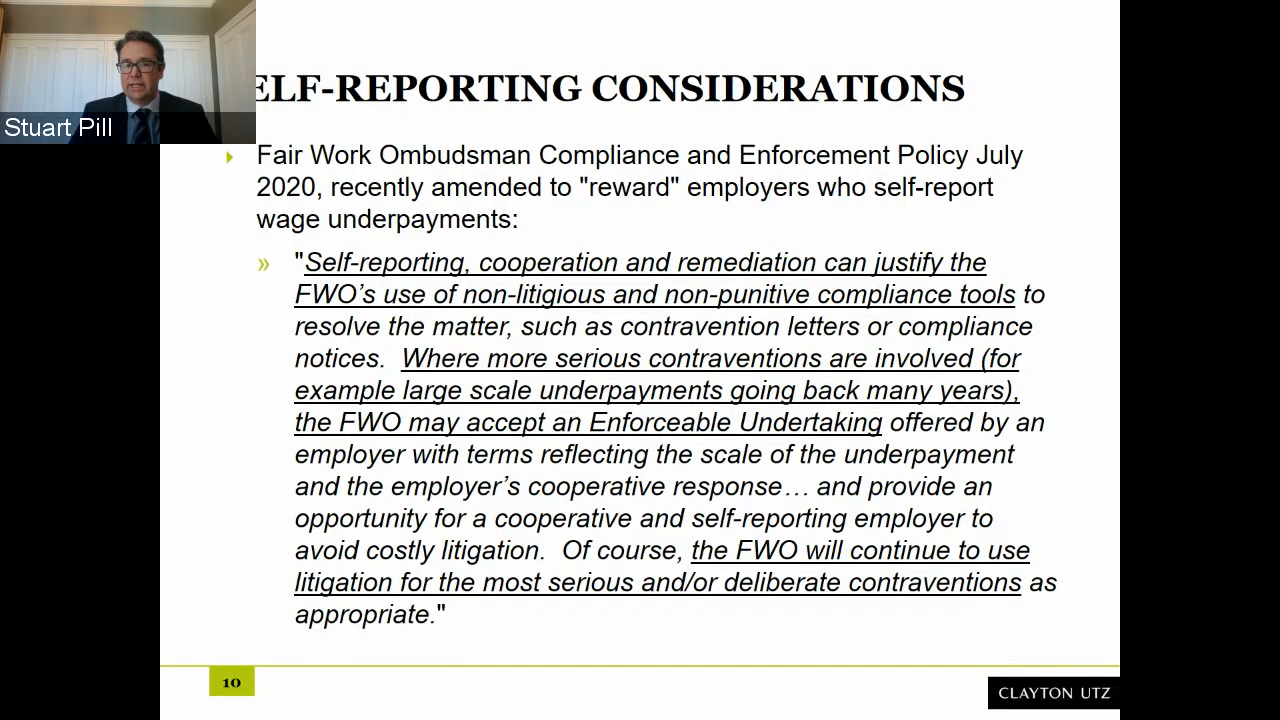 Stuart Pill
ELF-REPORTING CONSIDERATIONS
Fair Work Ombudsman Compliance and Enforcement Policy July
2020, recently amended to "reward" employers who self-report
wage underpayments:
"Self-reporting, cooperation and remediation can justify the
FWO’s use of non-litigious and non-punitive compliance tools to
resolve the matter, such as contravention letters or compliance
notices.  Where more serious contraventions are involved (for
example large scale underpayments going back many years),
the FWO may accept an Enforceable Undertaking offered by an
employer with terms reflecting the scale of the underpayment
and the employer’s cooperative response… and provide an
opportunity for a cooperative and self-reporting employer to
avoid costly litigation.  Of course, the FWO will continue to use
litigation for the most serious and/or deliberate contraventions as
appropriate."
10
CLAYTON UTZ